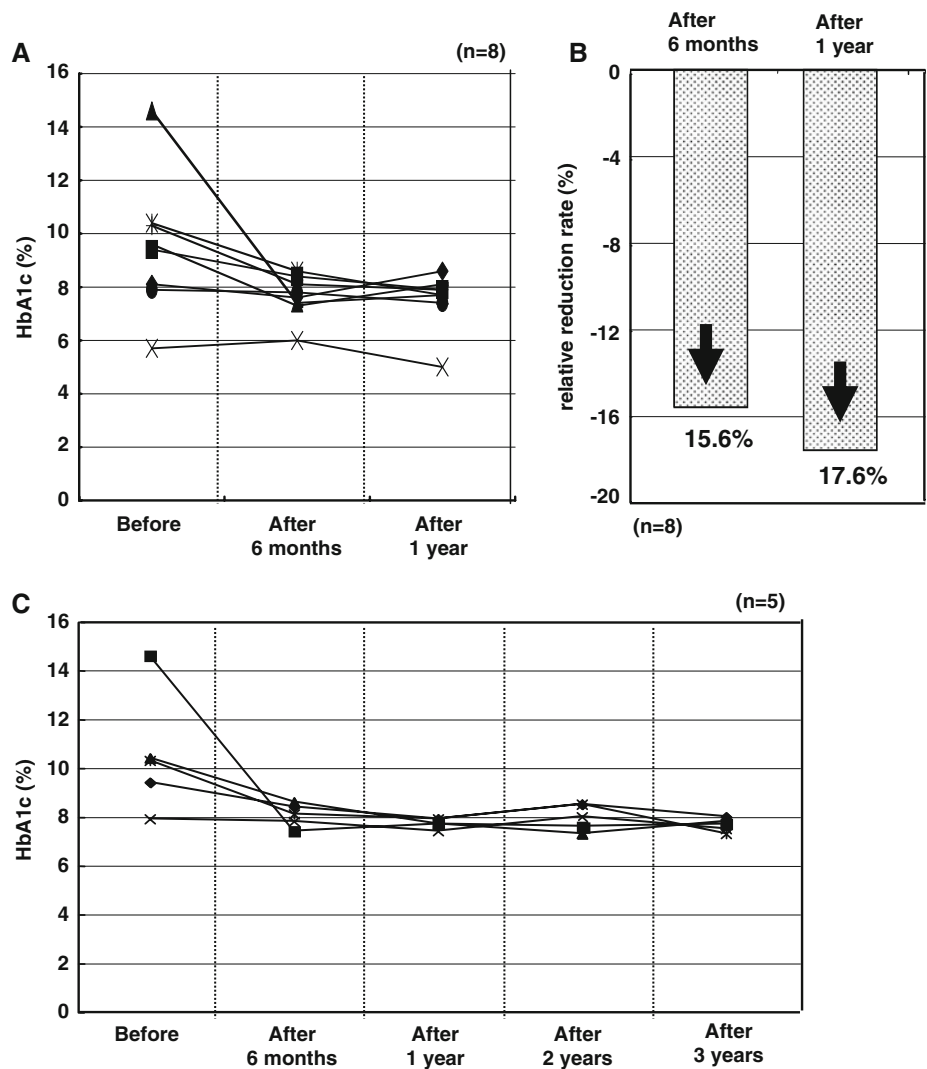 A
(n=8)
HbA1c (%)
16
14
12
10
8
6
4
2
0
Before
After
6 months
After
1 year
B
After
6 months
After
1 year
relative reduction rate (%)
0
-4
-8
-12
-16
-20
15.6%
17.6%
(n=8)
C
(n=5)
HbA1c (%)
16
14
12
10
8
6
4
2
0
Before
After
6 months
After
1 year
After
2 years
After
3 years